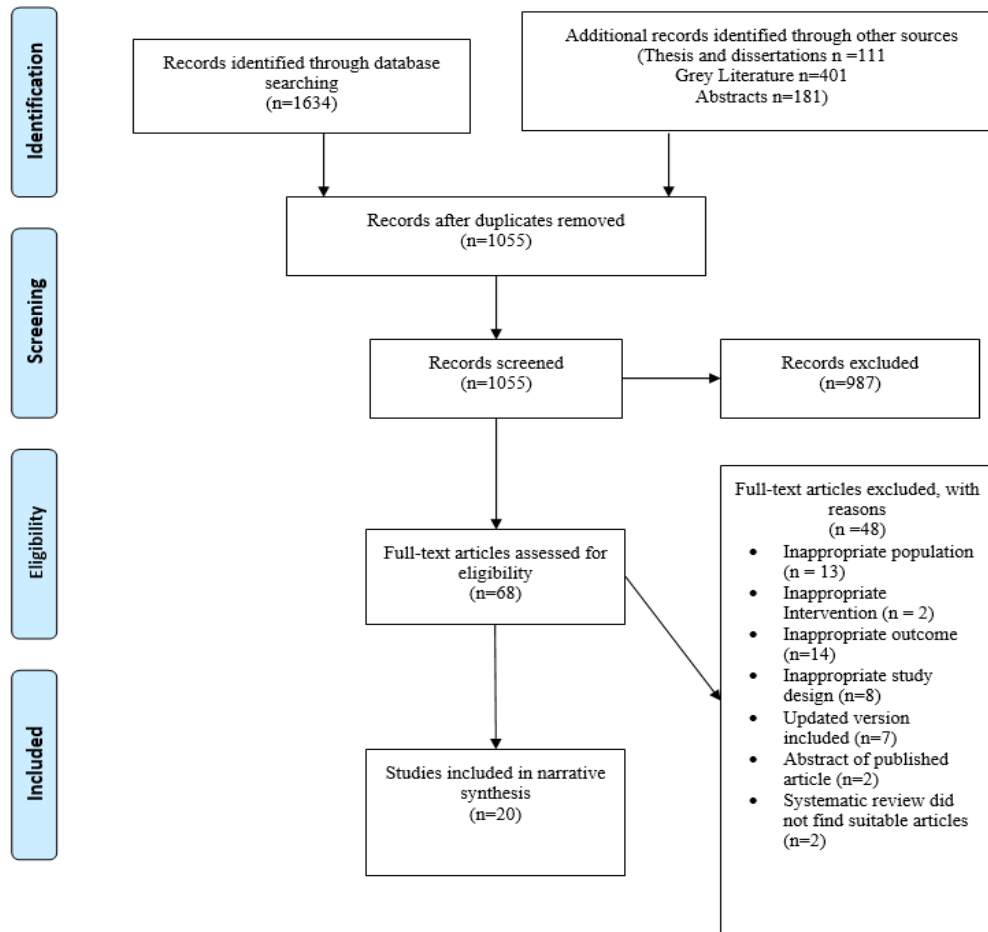 Identification
Records identified through database
searching
(n=1634)
Additional records identified through other sources
(Thesis and dissertations n =111
Grey Literature n=401
Abstracts n=181)
Records after duplicates removed
(n=1055)
Screening
Records screened
(n=1055)
Records excluded
(n=987)
Eligibility
Full-text articles assessed for
eligibility
(n=68)
Full-text articles excluded, with
reasons
(n =48)
• Inappropriate population
(n = 13)
• Inappropriate
Intervention (n = 2)
• Inappropriate outcome
(n=14)
• Inappropriate study
design (n=8)
• Updated version
included (n=7)
• Abstract of published
article (n=2)
• Systematic review did
not find suitable articles
(n=2)
Included
Studies included in narrative
synthesis
(n=20)